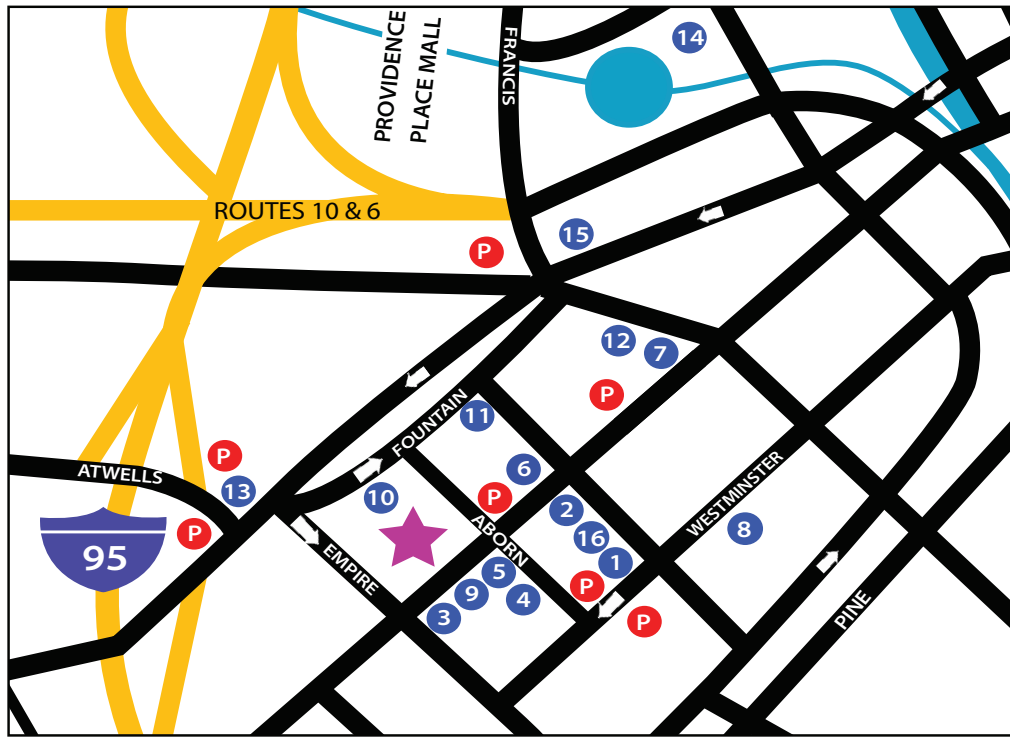 PROVIDENCE
PLACE MALL
FRANCIS
14
ROUTES 10 & 6
15
P
12
7
P
FOUNTAIN
11
ATWELLS
P
13
6
10
P
ABORN
2
WESTMINSTER
16
8
P
95
EMPIRE
5
1
9
4
P
3
P
PINE